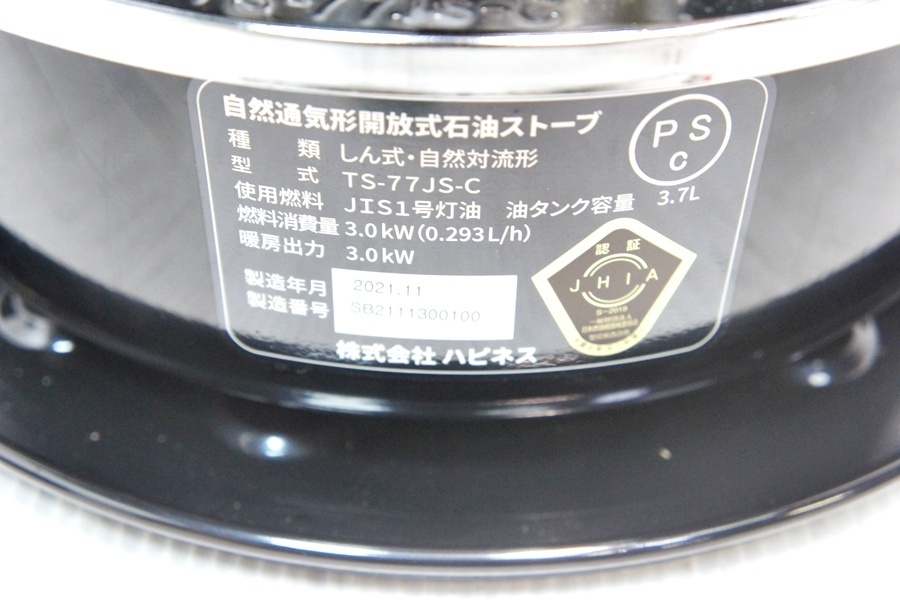 自然通気形開放式石油ストーブ
種 類 しん式・自然対流形
型 式 TS-77JS-C
使用燃料 JIS1号灯油 油タンク容量 3.7L
燃料消費量 3.0kW(0.293L/h)
暖房出力 3.0kW
製造年月 2021.11
製造番号 SB2111300100
株式会社 ハピネス
PS
C
認証
JHIA